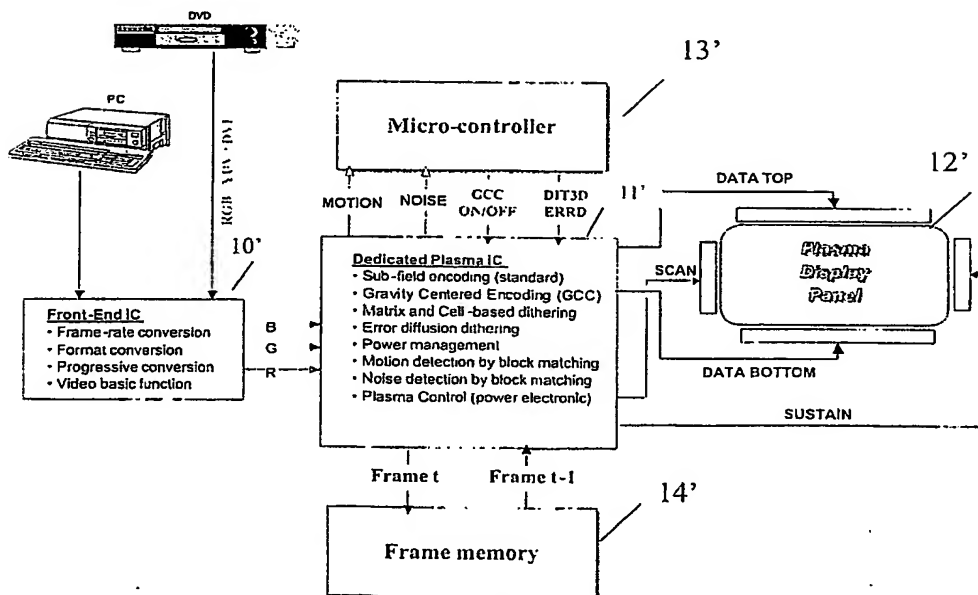 DVD
PC
13'
Micro-controller
12'
MOTION
NOISE
GCC
ON/OFF
DIT3D
ERRD
11'
DATA TOP
10'
Dedicated Plasma IC
• Sub-field encoding (standard)
• Gravity Centered Encoding (GCC)
• Matrix and Cell-based dithering
• Error diffusion dithering
• Power management
• Motion detection by block matching
• Noise detection by block matching
• Plasma Control (power electronic)
SCAN
Plasma
Display
Panel
Front-End IC
• Frame-rate conversion
• Format conversion
• Progressive conversion
• Video basic function
B
G
R
DATA BOTTOM
SUSTAIN
Frame t
Frame t-1
14'
Frame memory